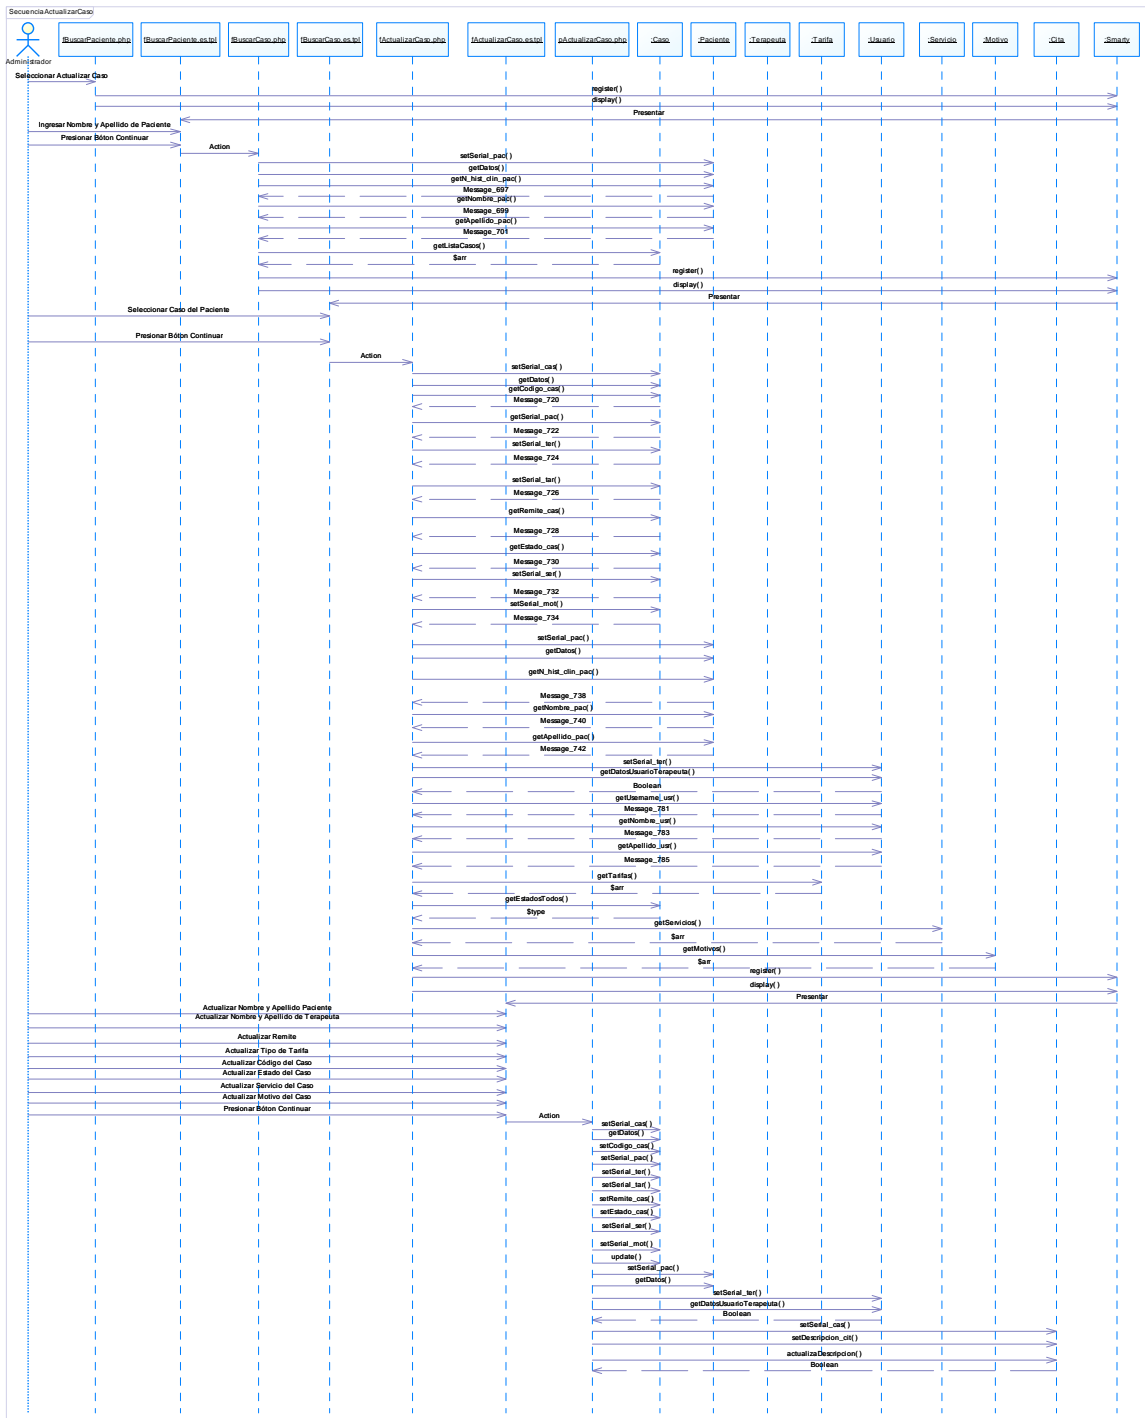 SecuenciaActualizarCaso
fBuscarPaciente.php
fBuscarPaciente.es.tpl
fBuscarCaso.php
fBuscarCaso.es.tpl
fActualizarCaso.php
fActualizarCaso.es.tpl
pActualizarCaso.php
:Caso
:Paciente
:Terapeuta
:Tarifa
:Usuario
:Servicio
:Motivo
:Cita
:Smarty
Administrador
Seleccionar Actualizar Caso
register( )
display( )
Presentar
Ingresar Nombre y Apellido de Paciente
Presionar Bóton Continuar
Action
setSerial_pac( )
getDatos( )
getN_hist_clin_pac( )
Message_697
getNombre_pac( )
Message_699
getApellido_pac( )
Message_701
getListaCasos( )
$arr
register( )
display( )
Presentar
Seleccionar Caso del Paciente
Presionar Bóton Continuar
Action
setSerial_cas( )
getDatos( )
getCodigo_cas( )
Message_720
getSerial_pac( )
Message_722
setSerial_ter( )
Message_724
setSerial_tar( )
Message_726
getRemite_cas( )
Message_728
getEstado_cas( )
Message_730
setSerial_ser( )
Message_732
setSerial_mot( )
Message_734
setSerial_pac( )
getDatos( )
getN_hist_clin_pac( )
Message_738
getNombre_pac( )
Message_740
getApellido_pac( )
Message_742
setSerial_ter( )
getDatosUsuarioTerapeuta( )
Boolean
getUsername_usr( )
Message_781
getNombre_usr( )
Message_783
getApellido_usr( )
Message_785
getTarifas( )
$arr
getEstadosTodos( )
$type
getServicios( )
$arr
getMotivos( )
$arr
register( )
display( )
Presentar
Actualizar Nombre y Apellido Paciente
Actualizar Nombre y Apellido de Terapeuta
Actualizar Remite
Actualizar Tipo de Tarifa
Actualizar Código del Caso
Actualizar Estado del Caso
Actualizar Servicio del Caso
Actualizar Motivo del Caso
Presionar Bóton Continuar
Action
setSerial_cas( )
getDatos( )
setCodigo_cas( )
setSerial_pac( )
setSerial_ter( )
setSerial_tar( )
setRemite_cas( )
setEstado_cas( )
setSerial_ser( )
setSerial_mot( )
update( )
setSerial_pac( )
getDatos( )
setSerial_ter( )
getDatosUsuarioTerapeuta( )
Boolean
setSerial_cas( )
setDescripcion_cit( )
actualizaDescripcion( )
Boolean